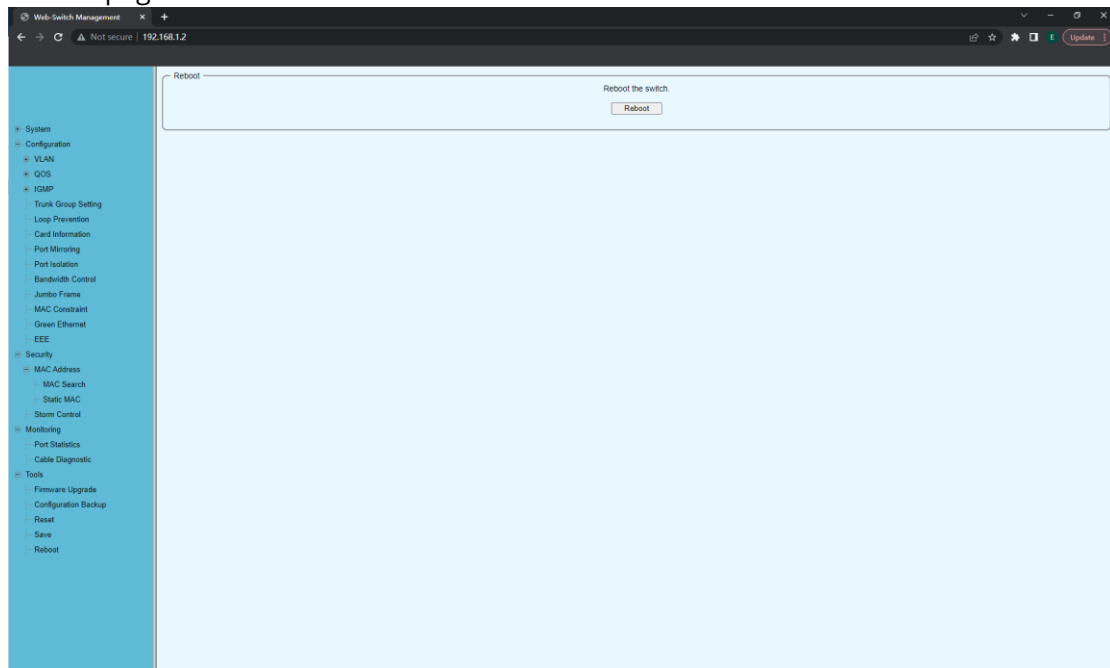 Web-Switch Management
Not secure | 192.168.1.2
E
Update
Reboot
Reboot the switch.
Reboot
System
Configuration
VLAN
QOS
IGMP
Trunk Group Setting
Loop Prevention
Card Information
Port Mirroring
Port Isolation
Bandwidth Control
Jumbo Frame
MAC Constraint
Green Ethernet
EEE
Security
MAC Address
MAC Search
Static MAC
Storm Control
Monitoring
Port Statistics
Cable Diagnostic
Tools
Firmware Upgrade
Configuration Backup
Reset
Save
Reboot